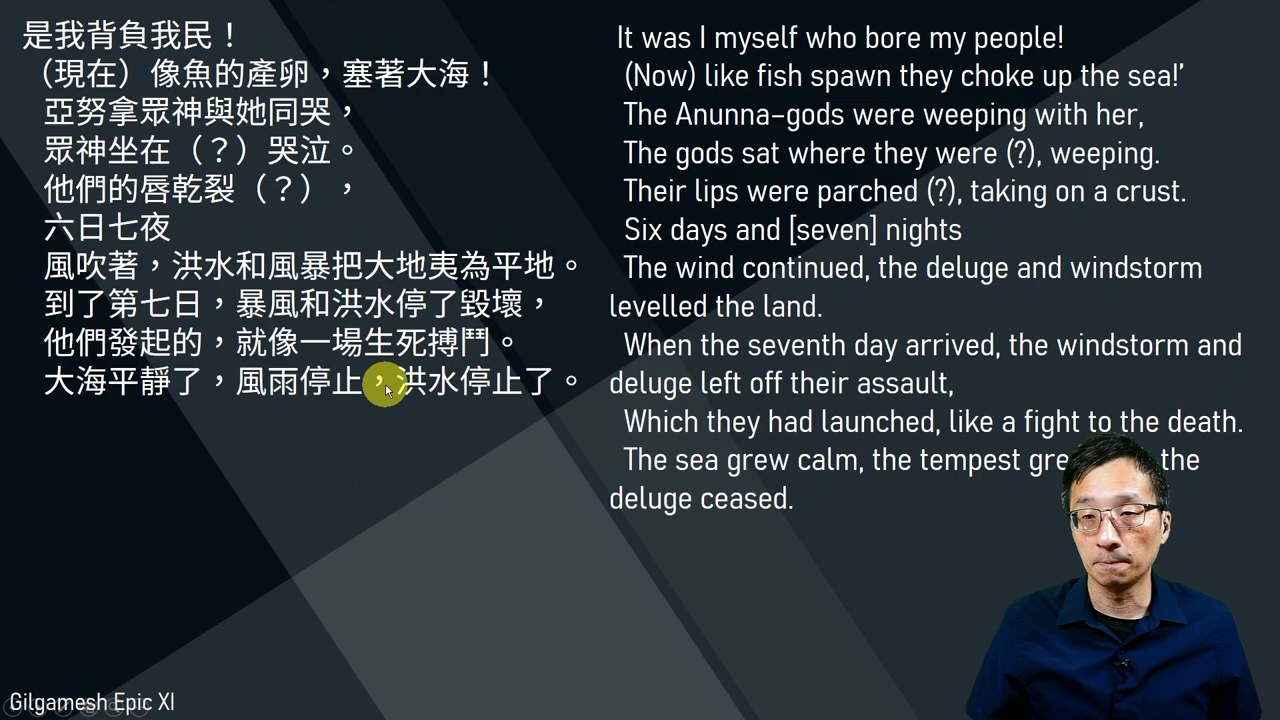 是我背負我民！
（現在）像魚的產卵，塞著大海！
亞努拿眾神與她同哭，
眾神坐在（？）哭泣。
他們的唇乾裂（？），
六日七夜
風吹著，洪水和風暴把大地夷為平地。
到了第七日，暴風和洪水停了毀壞，
他們發起的，就像一場生死搏鬥。
大海平靜了，風雨停止，洪水停止了。
It was I myself who bore my people!
(Now) like fish spawn they choke up the sea!’
The Anunna-gods were weeping with her,
The gods sat where they were (?), weeping.
Their lips were parched (?), taking on a crust.
Six days and [seven] nights
The wind continued, the deluge and windstorm
levelled the land.
When the seventh day arrived, the windstorm and
deluge left off their assault,
Which they had launched, like a fight to the death.
The sea grew calm, the tempest the
deluge ceased.
Gilgamesh Epic XI